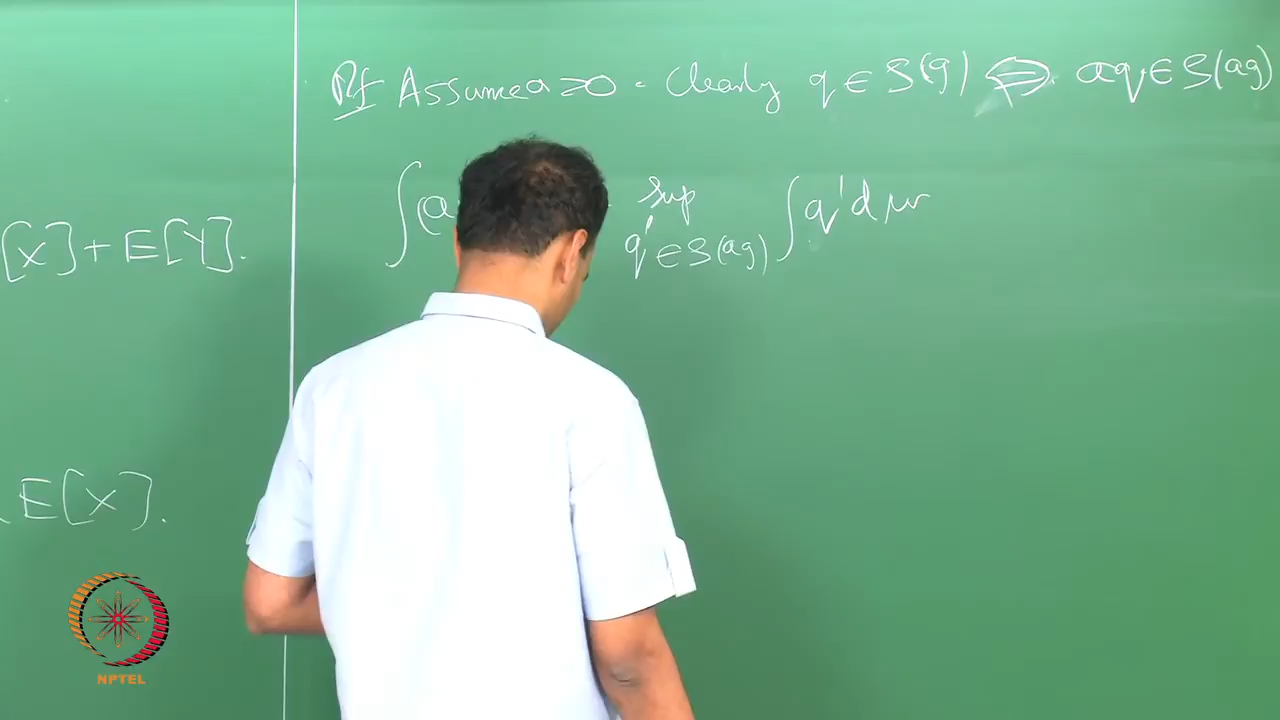 [X] + E[Y].
E[X].
Pf Assume a ≥ 0. Clearly q ∈ S(g) ⇔ aq ∈ S(ag)
∫(a sup ∫ q' dμ
q' ∈ S(ag)
NPTEL